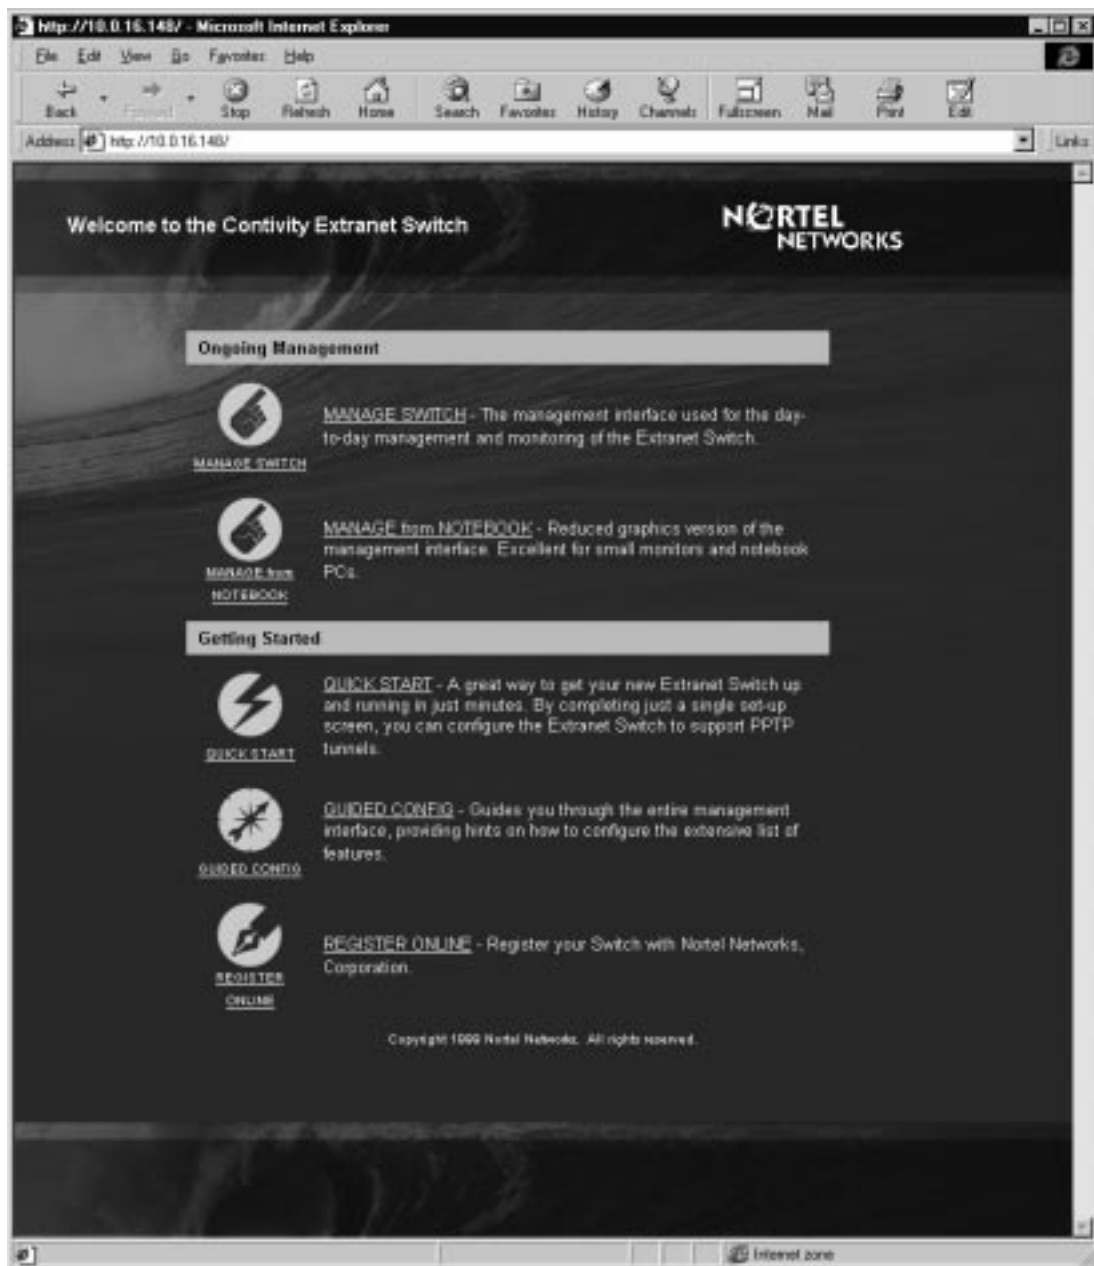 http://10.0.16.148/ - Microsoft Internet Explorer
File Edit View Go Favorites Help
Back Forward Stop Refresh Home Search Favorites History Channels Fullscreen Mail Print Edit
Address http://10.0.16.148/ Links
Welcome to the Contivity Extranet Switch
NORTEL
NETWORKS
Ongoing Management
MANAGE SWITCH - The management interface used for the day-
to-day management and monitoring of the Extranet Switch.
MANAGE SWITCH
MANAGE from NOTEBOOK - Reduced graphics version of the
management interface. Excellent for small monitors and notebook
PCs.
MANAGE from
NOTEBOOK
Getting Started
QUICK START - A great way to get your new Extranet Switch up
and running in just minutes. By completing just a single set-up
screen, you can configure the Extranet Switch to support PPTP
tunnels.
QUICK START
GUIDED CONFIG - Guides you through the entire management
interface, providing hints on how to configure the extensive list of
features.
GUIDED CONFIG
REGISTER ONLINE - Register your Switch with Nortel Networks,
Corporation.
REGISTER
ONLINE
Copyright 1999 Nortel Networks. All rights reserved.
Internet zone